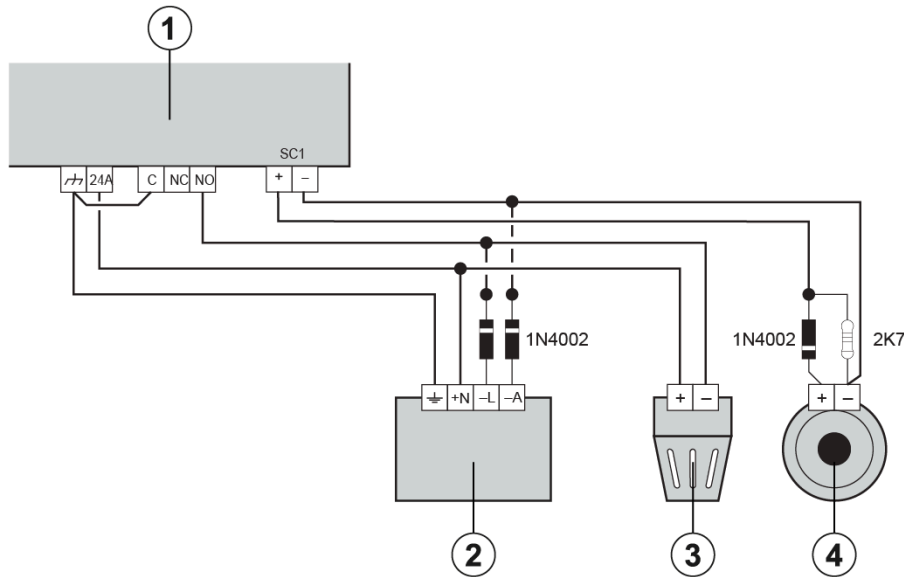 1
SC1
24A C NC NO + −
1N4002
1N4002
2K7
+N −L −A
+ −
+ −
2
3
4